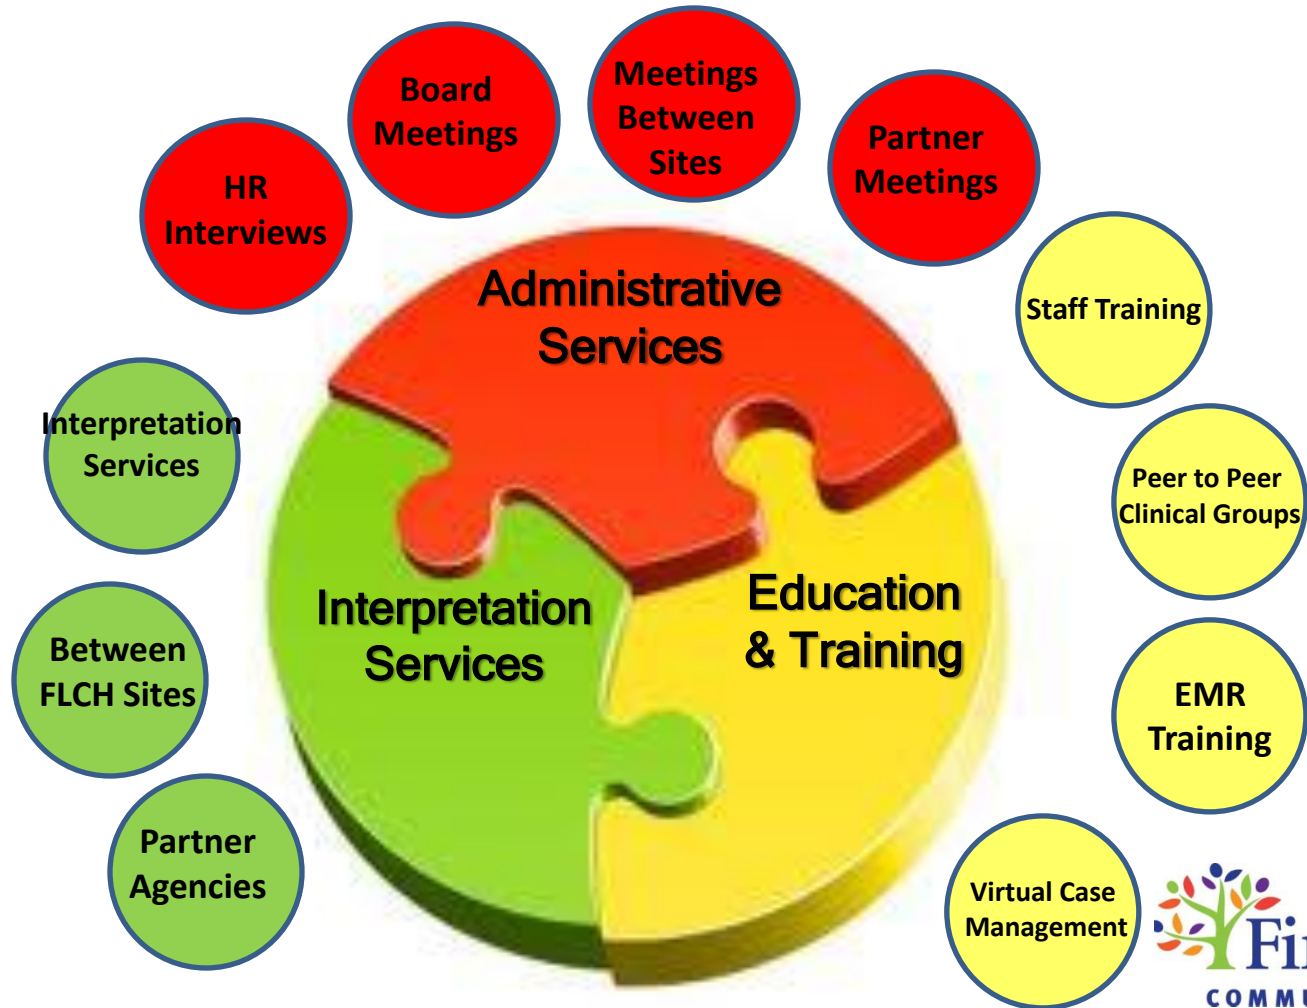 Board
Meetings
Meetings
Between
Sites
Partner
Meetings
HR
Interviews
Administrative
Services
Staff Training
Interpretation
Services
Peer to Peer
Clinical Groups
Interpretation
Services
Education
& Training
Between
FLCH Sites
EMR
Training
Partner
Agencies
Virtual Case
Management